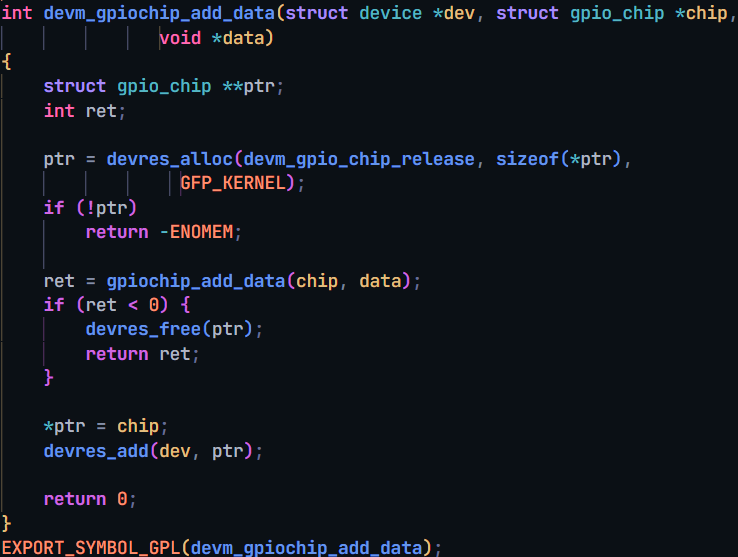 int devm_gpiochip_add_data(struct device *dev, struct gpio_chip *chip,
void *data)
{
struct gpio_chip **ptr;
int ret;
ptr = devres_alloc(devm_gpio_chip_release, sizeof(*ptr),
GFP_KERNEL);
if (!ptr)
return -ENOMEM;
ret = gpiochip_add_data(chip, data);
if (ret < 0) {
devres_free(ptr);
return ret;
}
*ptr = chip;
devres_add(dev, ptr);
return 0;
}
EXPORT_SYMBOL_GPL(devm_gpiochip_add_data);